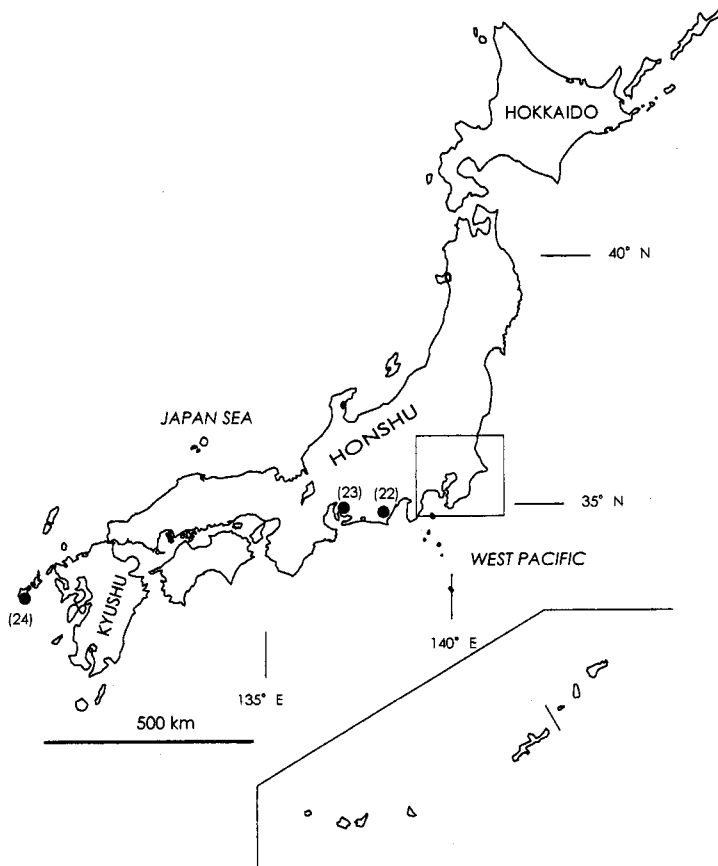 HOKKAIDO
40° N
JAPAN SEA
HONSHU
(23)
(22)
35° N
WEST PACIFIC
(24)
KYUSHU
140° E
135° E
500 km